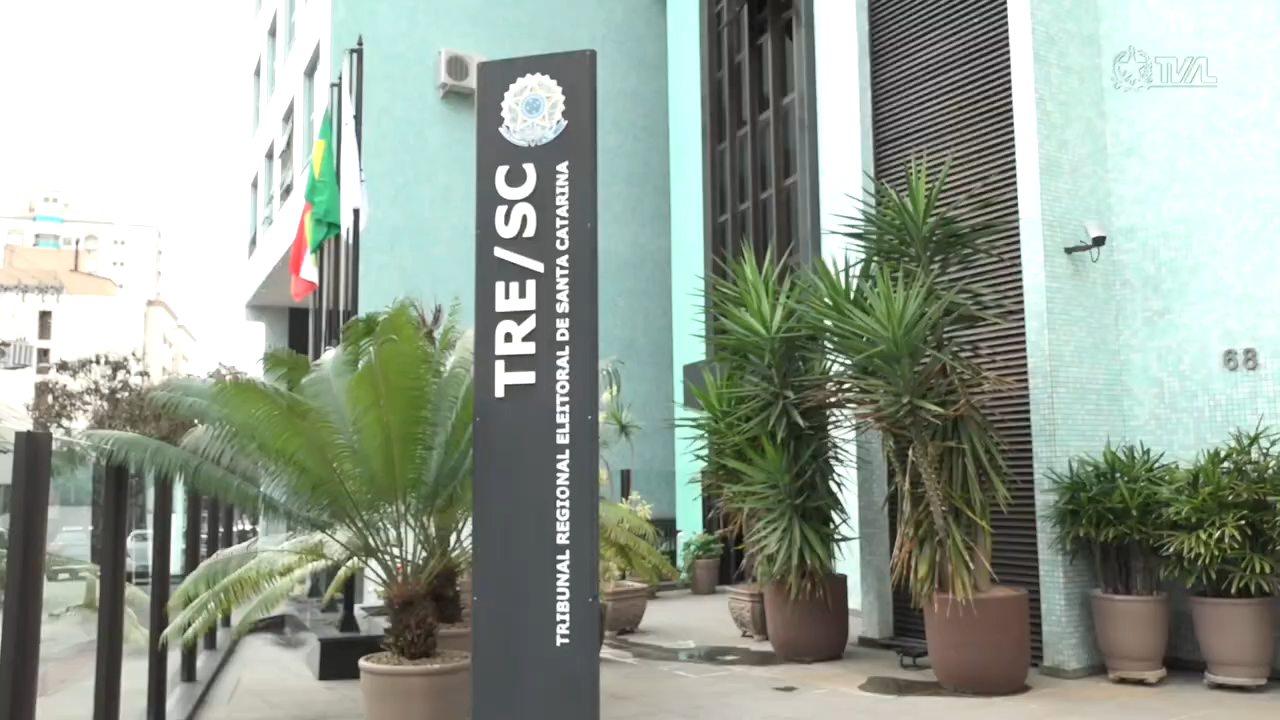 TRE/SC
TRIBUNAL REGIONAL ELEITORAL DE SANTA CATARINA
TVAL
68